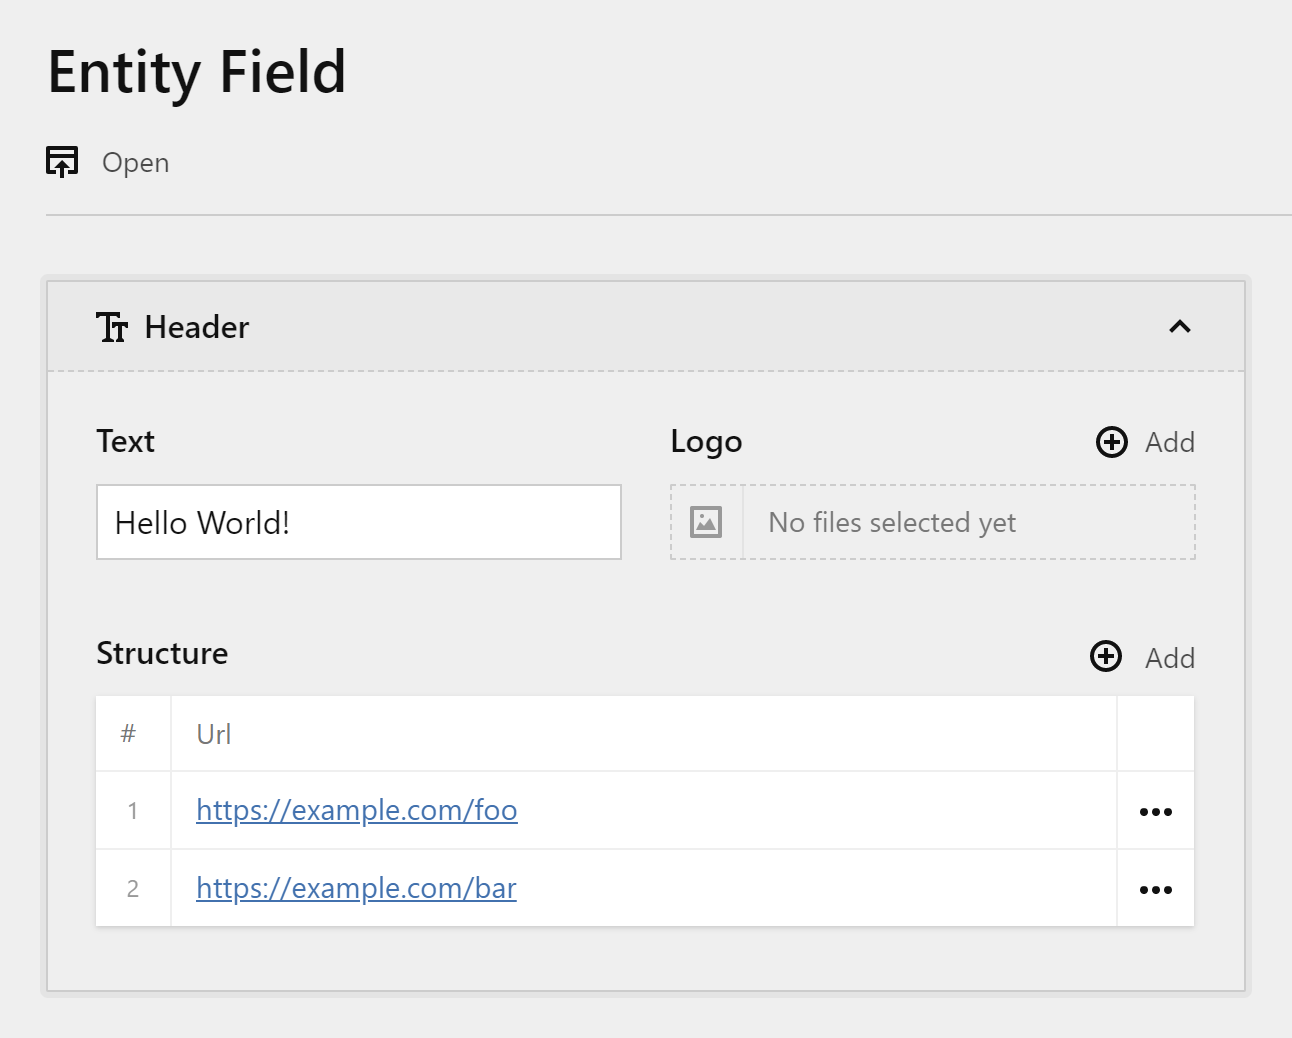 Entity Field
Open
Header
Text
Logo
Add
Hello World!
No files selected yet
Structure
Add
# Url
1 https://example.com/foo
2 https://example.com/bar